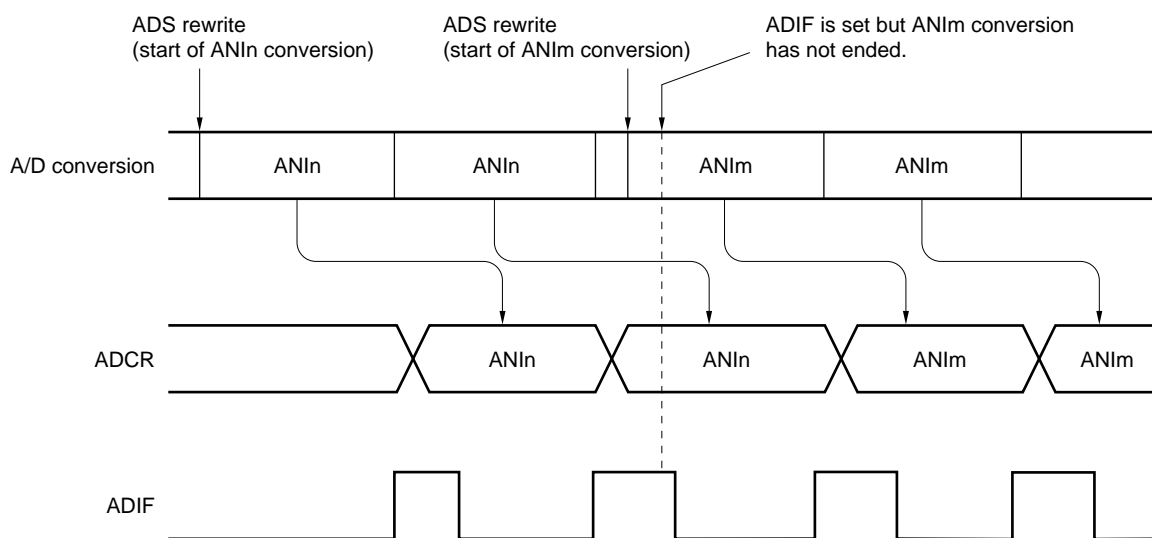 ADS rewrite
(start of ANIn conversion)
ADS rewrite
(start of ANIm conversion)
ADIF is set but ANIm conversion
has not ended.
A/D conversion
ANIn
ANIn
ANIm
ANIm
ADCR
ANIn
ANIn
ANIm
ANIm
ADIF